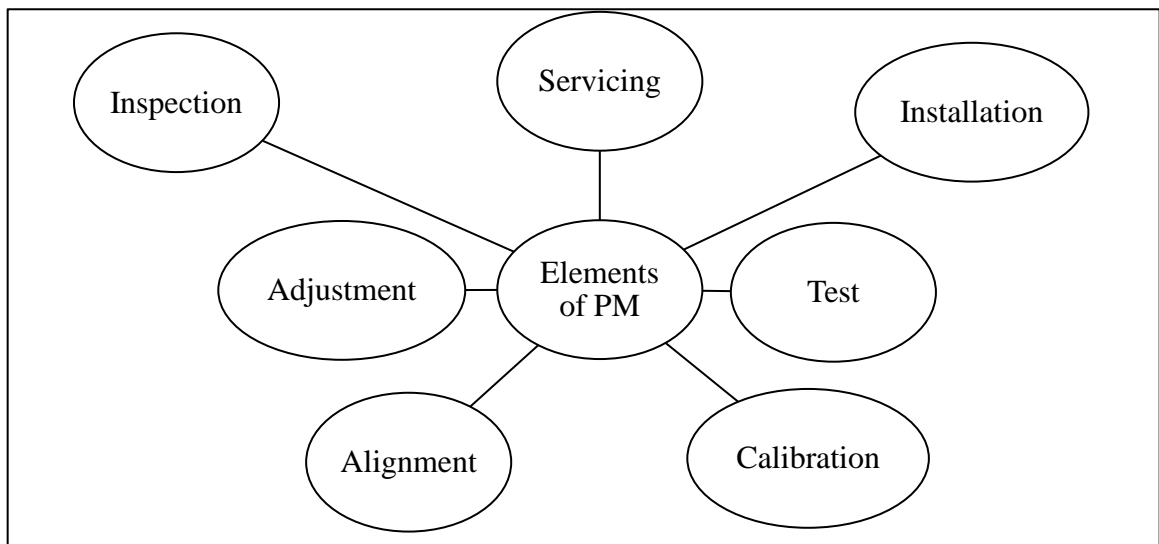 Servicing
Inspection
Installation
Elements
of PM
Adjustment
Test
Alignment
Calibration